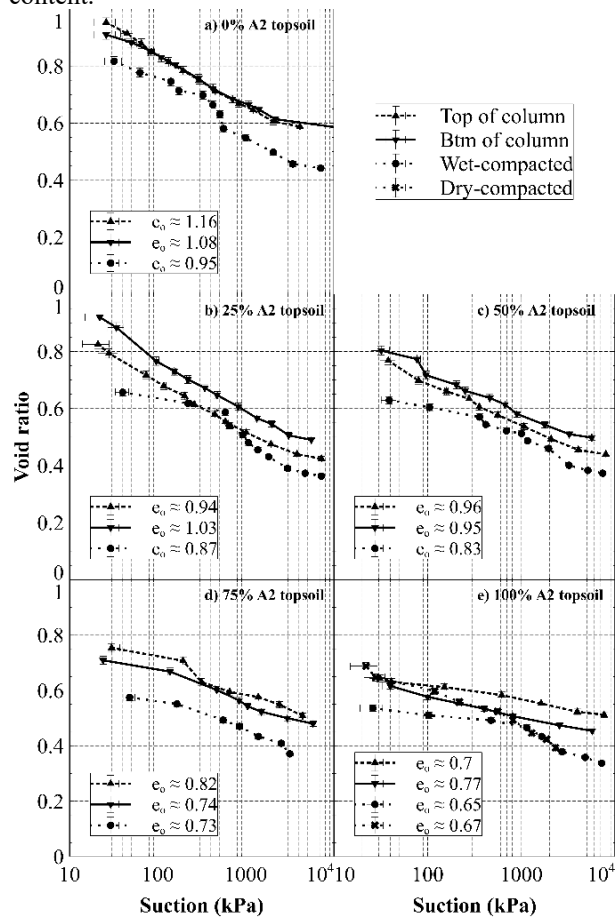 content.
a) 0% A2 topsoil
1
0.8
0.6
0.4
0.2
0
Top of column
Btm of column
Wet-compacted
Dry-compacted
e₀ ≈ 1.16
e₀ ≈ 1.08
e₀ ≈ 0.95
b) 25% A2 topsoil
c) 50% A2 topsoil
0.8
0.6
0.4
0.2
0
Void ratio
e₀ ≈ 0.94
e₀ ≈ 1.03
e₀ ≈ 0.87
e₀ ≈ 0.96
e₀ ≈ 0.95
e₀ ≈ 0.83
d) 75% A2 topsoil
e) 100% A2 topsoil
1
0.8
0.6
0.4
0.2
0
e₀ ≈ 0.82
e₀ ≈ 0.74
e₀ ≈ 0.73
e₀ ≈ 0.7
e₀ ≈ 0.77
e₀ ≈ 0.65
e₀ ≈ 0.67
10 100 1000 10⁴
10 100 1000 10⁴
Suction (kPa) Suction (kPa)